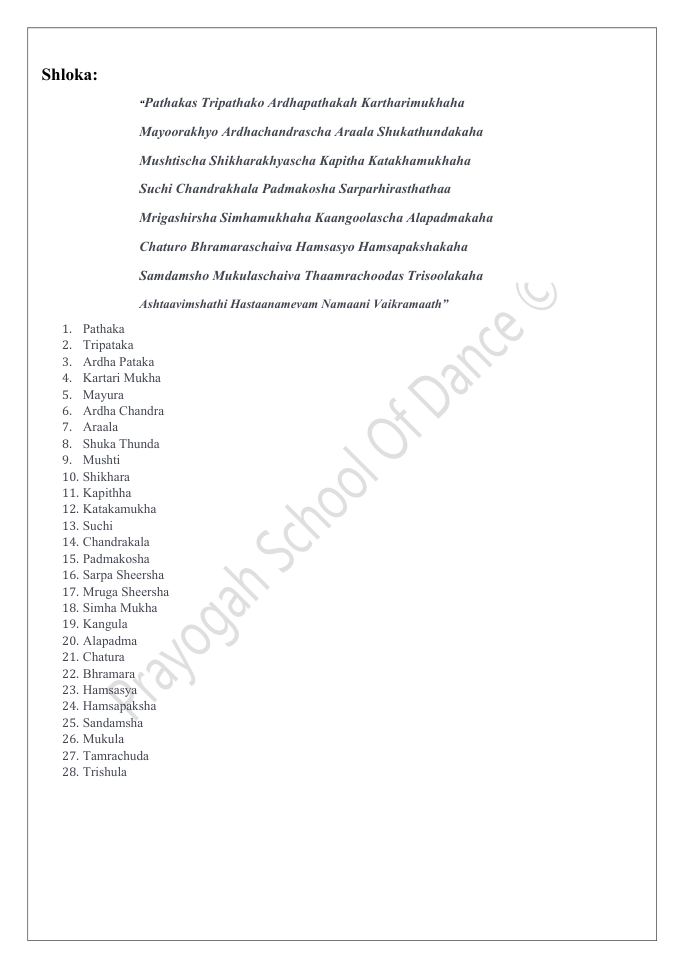 Shloka:
“Pathakas Tripathako Ardhapathakah Kartharimukhaha
Mayoorakhyo Ardhachandrascha Araala Shukathundakaha
Mushtischa Shikharakhyascha Kapitha Katakhamukhaha
Suchi Chandrakhala Padmakosha Sarparhirasthathaa
Mrigashirsha Simhamukhaha Kaangoolascha Alapadmakaha
Chaturo Bhramaraschaiva Hamsasyo Hamsapakshakaha
Samdamsho Mukulaschaiva Thaamrachoodas Trisoolakaha
Ashtaavimshathi Hastaanamevam Namaani Vaikramaath”
1. Pathaka
2. Tripataka
3. Ardha Pataka
4. Kartari Mukha
5. Mayura
6. Ardha Chandra
7. Araala
8. Shuka Thunda
9. Mushti
10. Shikhara
11. Kapithha
12. Katakamukha
13. Suchi
14. Chandrakala
15. Padmakosha
16. Sarpa Sheersha
17. Mruga Sheersha
18. Simha Mukha
19. Kangula
20. Alapadma
21. Chatura
22. Bhramara
23. Hamsasya
24. Hamsapaksha
25. Sandamsha
26. Mukula
27. Tamrachuda
28. Trishula
Prayogah School Of Dance ©